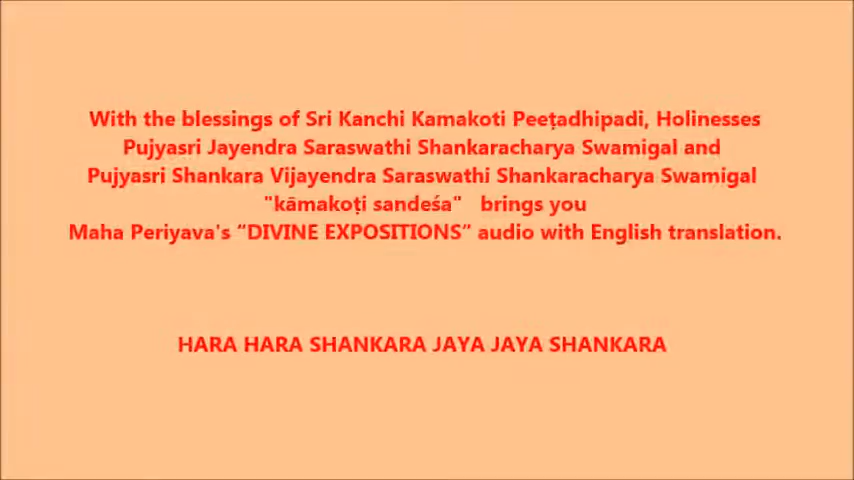 With the blessings of Sri Kanchi Kamakoti Peeṭadhipadi, Holinesses
Pujyasri Jayendra Saraswathi Shankaracharya Swamigal and
Pujyasri Shankara Vijayendra Saraswathi Shankaracharya Swamigal
"kāmakoṭi sandeśa" brings you
Maha Periyava's “DIVINE EXPOSITIONS” audio with English translation.
HARA HARA SHANKARA JAYA JAYA SHANKARA